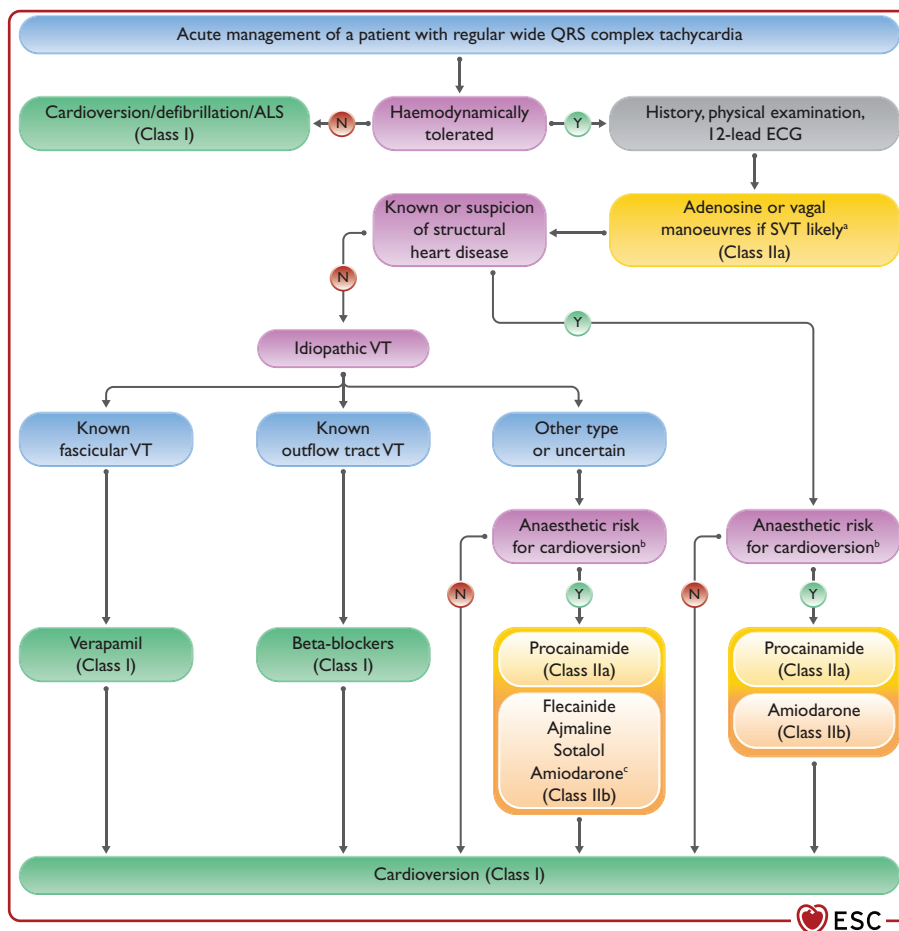 Acute management of a patient with regular wide QRS complex tachycardia
Cardioversion/defibrillation/ALS
(Class I)
N
Haemodynamically
tolerated
Y
History, physical examination,
12-lead ECG
Known or suspicion
of structural
heart disease
Adenosine or vagal
manoeuvres if SVT likelyᵃ
(Class IIa)
N
Y
Idiopathic VT
Known
fascicular VT
Known
outflow tract VT
Other type
or uncertain
Anaesthetic risk
for cardioversionᵇ
Anaesthetic risk
for cardioversionᵇ
N
Y
N
Y
Verapamil
(Class I)
Beta-blockers
(Class I)
Procainamide
(Class IIa)
Flecainide
Ajmaline
Sotalol
Amiodaroneᶜ
(Class IIb)
Procainamide
(Class IIa)
Amiodarone
(Class IIb)
Cardioversion (Class I)
ESC